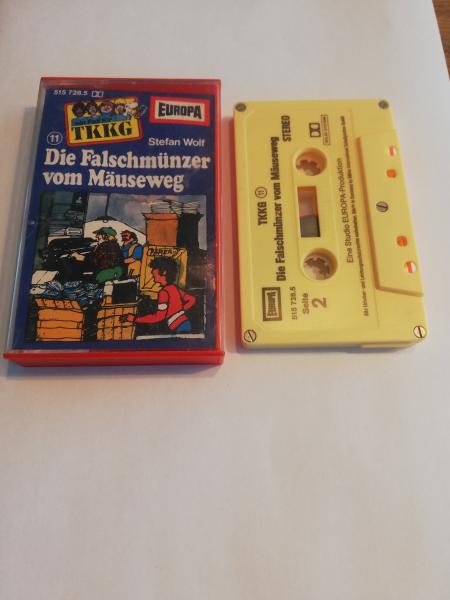 515 728.5
TKKG
EUROPA
11
Stefan Wolf
Die Falschmünzer
vom Mäuseweg
TKKG 11
Die Falschmünzer vom Mäuseweg
STEREO
EUROPA
515 728.5
Seite
2
Eine Studio EUROPA-Produktion